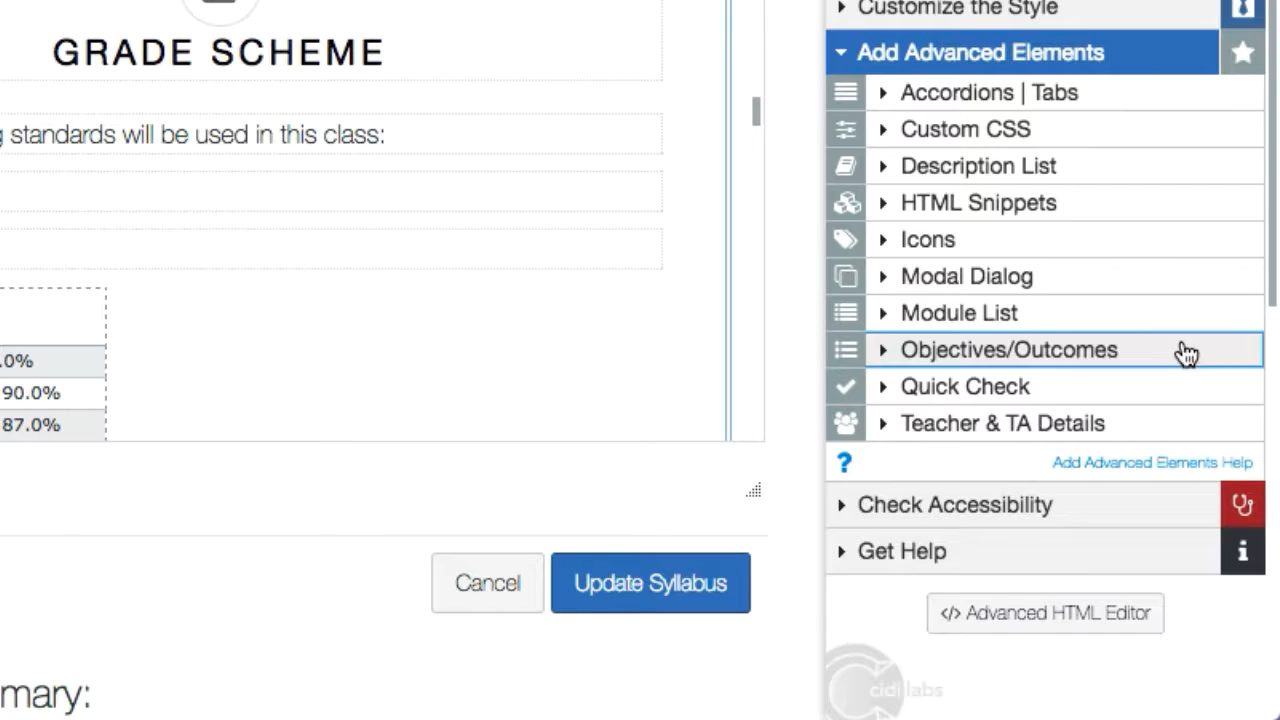 GRADE SCHEME
standards will be used in this class:
.0%
90.0%
87.0%
Cancel
Update Syllabus
mary:
Customize the Style
Add Advanced Elements
Accordions | Tabs
Custom CSS
Description List
HTML Snippets
Icons
Modal Dialog
Module List
Objectives/Outcomes
Quick Check
Teacher & TA Details
? Add Advanced Elements Help
Check Accessibility
Get Help
</> Advanced HTML Editor
cidi labs